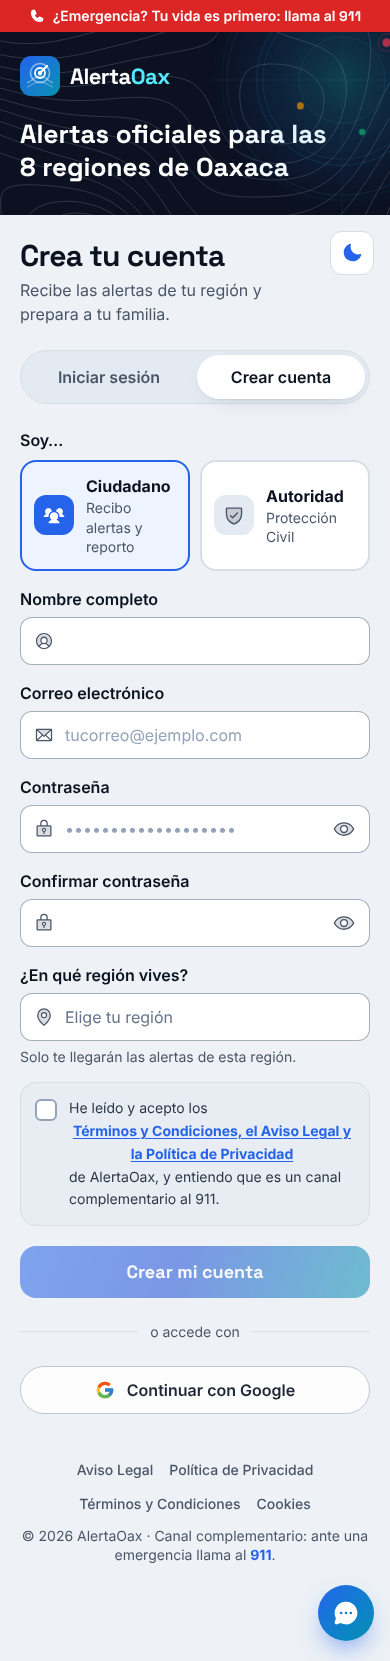 ¿Emergencia? Tu vida es primero: llama al 911
AlertaOax
Alertas oficiales para las
8 regiones de Oaxaca
Crea tu cuenta
Recibe las alertas de tu región y
prepara a tu familia.
Iniciar sesión
Crear cuenta
Soy...
Ciudadano
Recibo
alertas y
reporto
Autoridad
Protección
Civil
Nombre completo
Correo electrónico
tucorreo@ejemplo.com
Contraseña
Confirmar contraseña
¿En qué región vives?
Elige tu región
Solo te llegarán las alertas de esta región.
He leído y acepto los
Términos y Condiciones, el Aviso Legal y
la Política de Privacidad
de AlertaOax, y entiendo que es un canal
complementario al 911.
Crear mi cuenta
o accede con
Continuar con Google
Aviso Legal Política de Privacidad
Términos y Condiciones Cookies
© 2026 AlertaOax · Canal complementario: ante una
emergencia llama al 911.